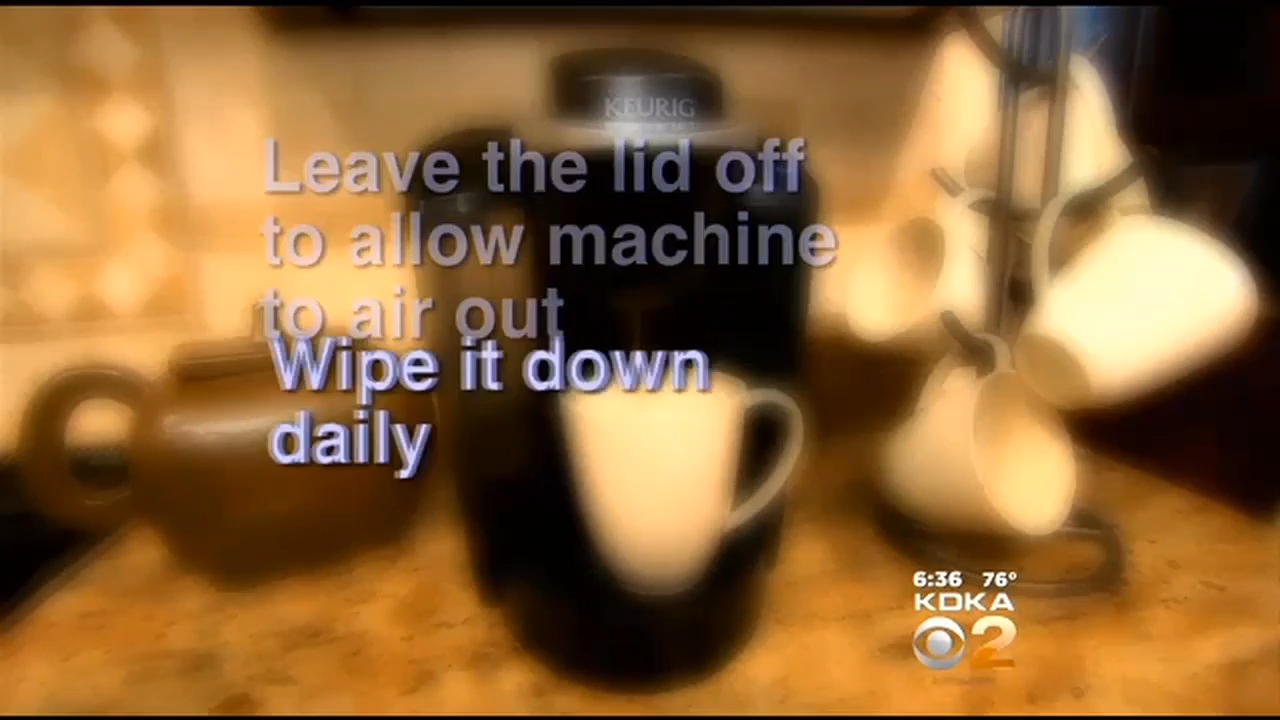 KEURIG
Leave the lid off
to allow machine
to air out
Wipe it down
daily
6:36 76°
KDKA
2